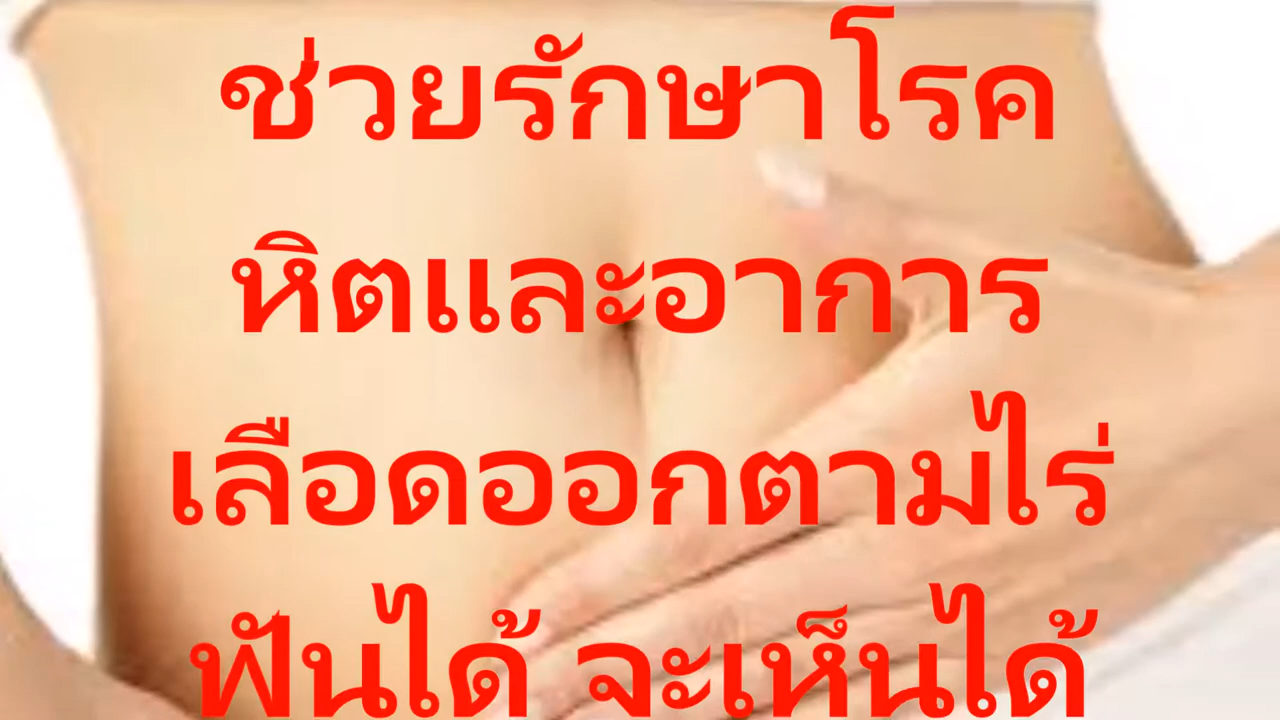 ช่วยรักษาโรค
หิตและอาการ
เลือดออกตามไร่
ฟันได้ จะเห็นได้